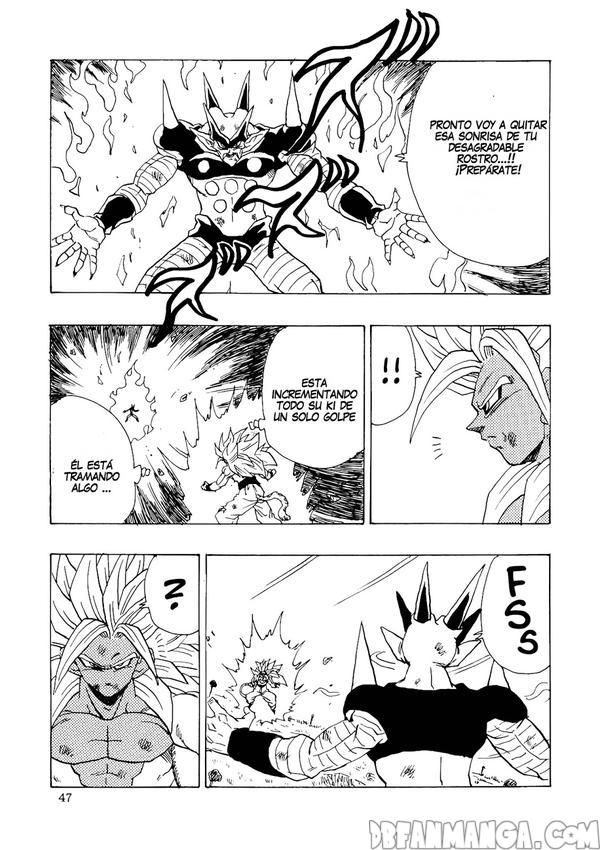 PRONTO VOY A QUITAR
ESA SONRISA DE TU
DESAGRADABLE
ROSTRO...!!
¡PREPÁRATE!
ESTA
INCREMENTANDO
TODO SU KI DE
UN SOLO GOLPE
ÉL ESTÁ
TRAMANDO
ALGO ...
!!
?
FSS
47
DBFANMANGA.COM